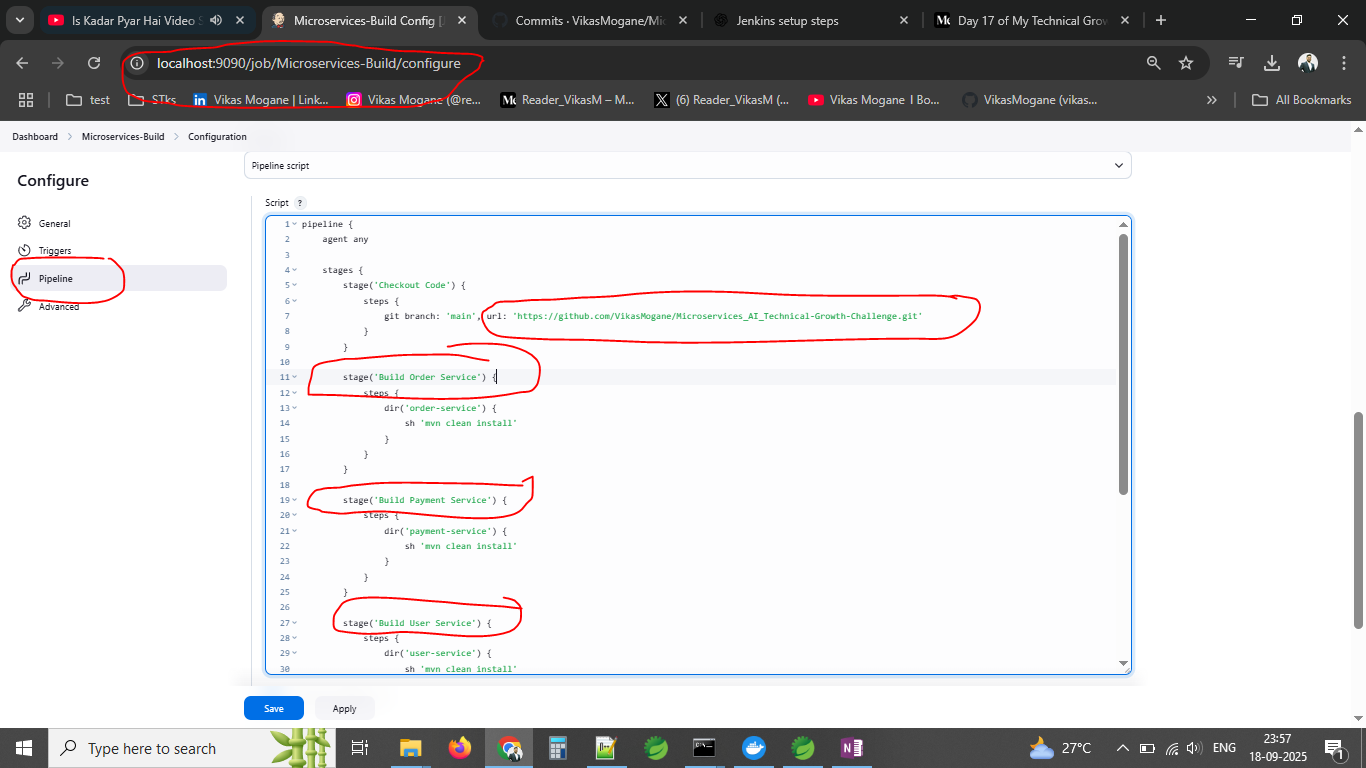 Is Kadar Pyar Hai Video S
Microservices-Build Config [J
Commits · VikasMogane/Mic
Jenkins setup steps
Day 17 of My Technical Grow
localhost:9090/job/Microservices-Build/configure
test
STks
Vikas Mogane | Link...
Vikas Mogane (@re...
Reader_VikasM – M...
(6) Reader_VikasM (...
Vikas Mogane I Bo...
VikasMogane (vikas...
All Bookmarks
Dashboard
Microservices-Build
Configuration
Configure
General
Triggers
Pipeline
Advanced
Pipeline script
Script ?
1 pipeline {
2 agent any
3
4 stages {
5 stage('Checkout Code') {
6 steps {
7 git branch: 'main', url: 'https://github.com/VikasMogane/Microservices_AI_Technical-Growth-Challenge.git'
8 }
9 }
10
11 stage('Build Order Service') {
12 steps {
13 dir('order-service') {
14 sh 'mvn clean install'
15 }
16 }
17 }
18
19 stage('Build Payment Service') {
20 steps {
21 dir('payment-service') {
22 sh 'mvn clean install'
23 }
24 }
25 }
26
27 stage('Build User Service') {
28 steps {
29 dir('user-service') {
30 sh 'mvn clean install'
Save
Apply
Type here to search
27°C
ENG
23:57
18-09-2025
1